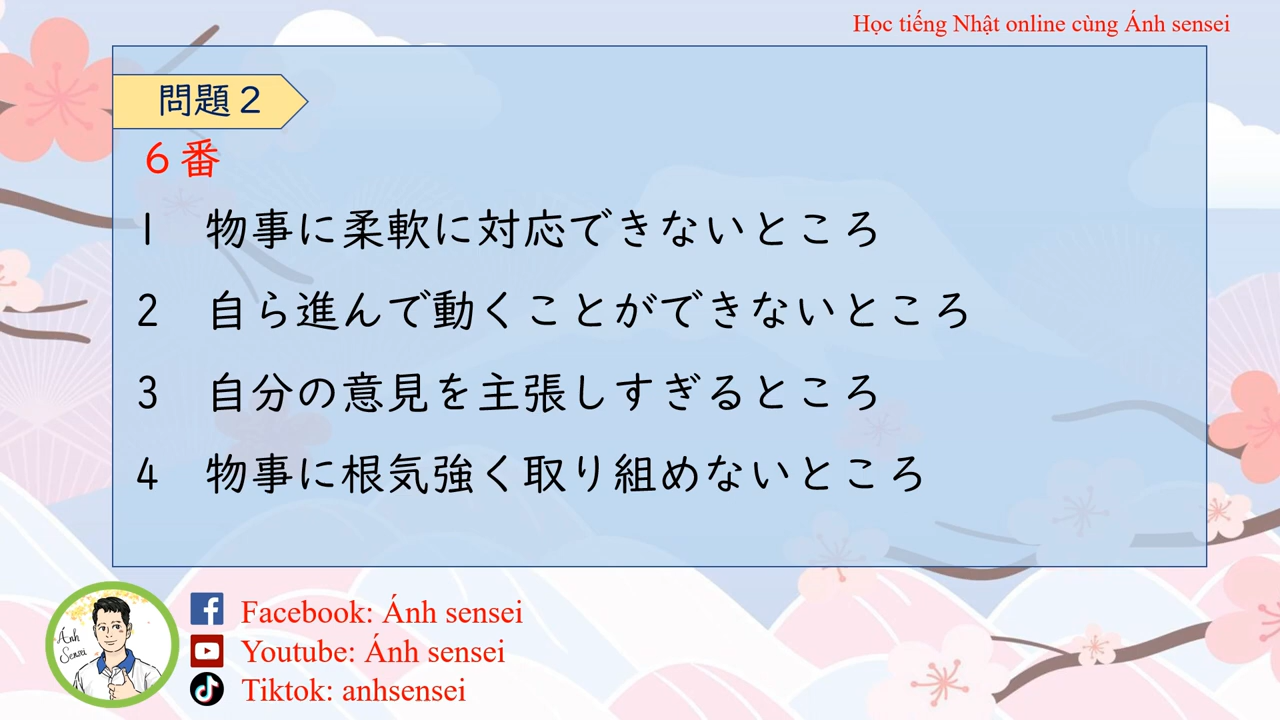 Học tiếng Nhật online cùng Ánh sensei
問題２
６番
1　物事に柔軟に対応できないところ
2　自ら進んで動くことができないところ
3　自分の意見を主張しすぎるところ
4　物事に根気強く取り組めないところ
Ánh
Sensei
Facebook: Ánh sensei
Youtube: Ánh sensei
Tiktok: anhsensei